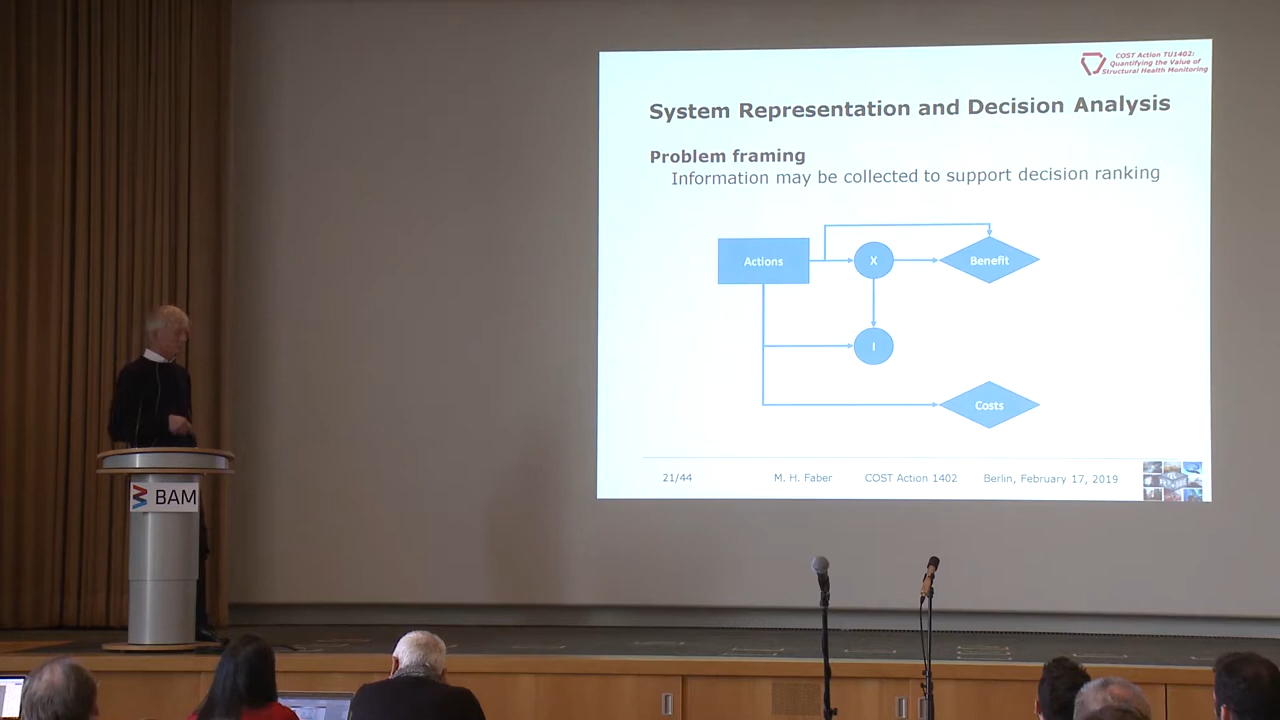 COST Action TU1402:
Quantifying the Value of
Structural Health Monitoring
System Representation and Decision Analysis
Problem framing
Information may be collected to support decision ranking
Actions
X
Benefit
I
Costs
21/44 M. H. Faber COST Action 1402 Berlin, February 17, 2019
BAM